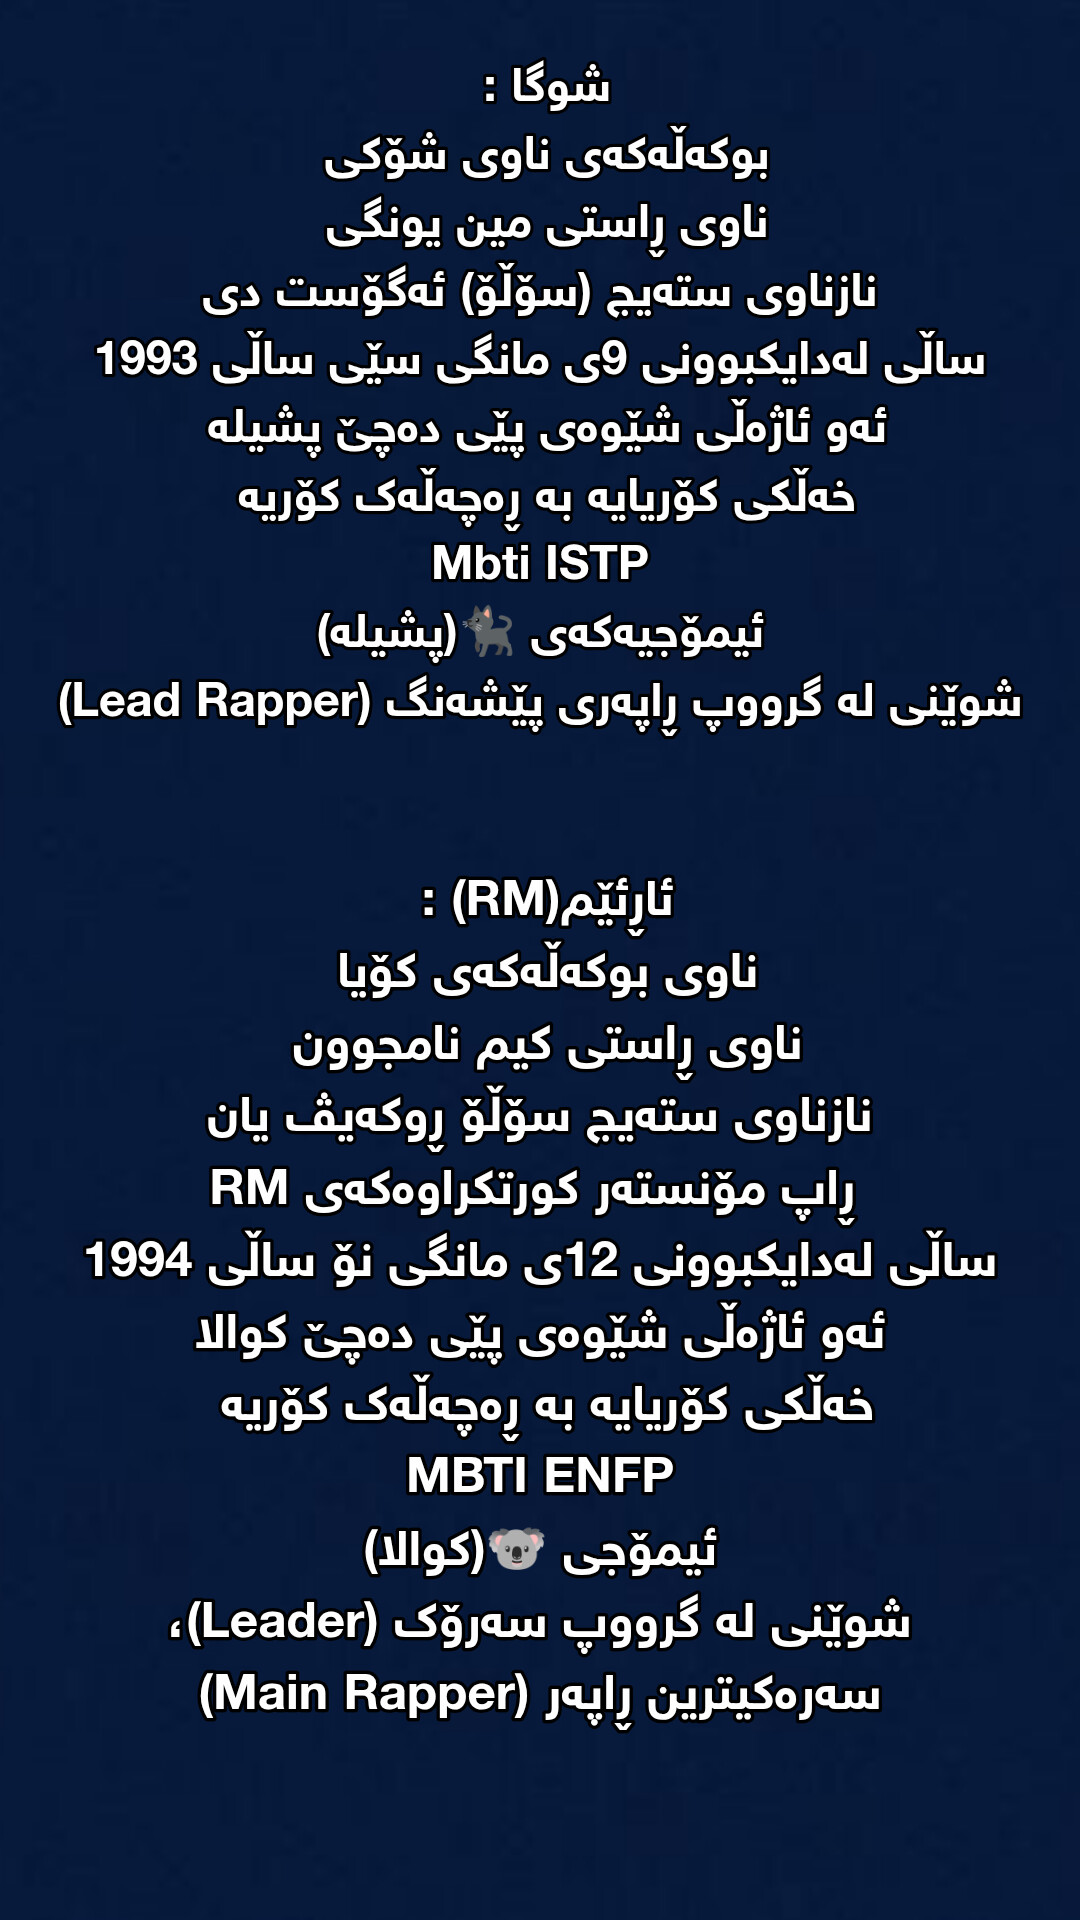 شوگا :
بوکەڵەکەی ناوی شۆکی
ناوی ڕاستی مین یونگی
نازناوی ستەیج (سۆڵۆ) ئەگۆست دی
ساڵی لەدایکبوونی 9ی مانگی سێی ساڵی 1993
ئەو ئاژەڵی شێوەی پێی دەچێ پشیلە
خەڵکی کۆریایە بە ڕەچەڵەک کۆریە
Mbti ISTP
ئیمۆجیەکەی 🐈‍⬛(پشیلە)
شوێنی لە گرووپ ڕاپەری پێشەنگ (Lead Rapper)
ئاڕئێم(RM) :
ناوی بوکەڵەکەی کۆیا
ناوی ڕاستی کیم نامجوون
نازناوی ستەیج سۆڵۆ ڕوکەیڤ یان
ڕاپ مۆنستەر کورتکراوەکەی RM
ساڵی لەدایکبوونی 12ی مانگی نۆ ساڵی 1994
ئەو ئاژەڵی شێوەی پێی دەچێ کوالا
خەڵکی کۆریایە بە ڕەچەڵەک کۆریە
MBTI ENFP
ئیمۆجی 🐨(کوالا)
شوێنی لە گرووپ سەرۆک (Leader)،
سەرەکیترین ڕاپەر (Main Rapper)